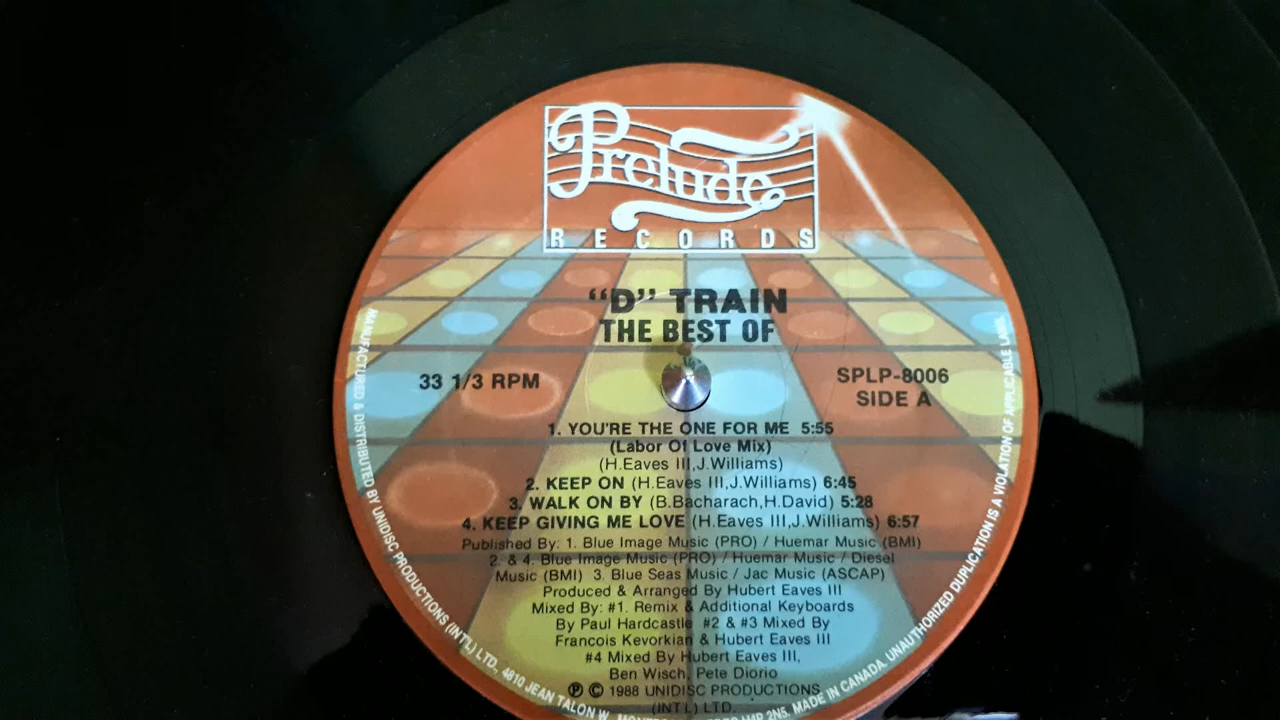 Prelude
RECORDS
"D" TRAIN
THE BEST OF
33 1/3 RPM
SPLP-8006
SIDE A
1. YOU'RE THE ONE FOR ME 5:55
(Labor Of Love Mix)
(H.Eaves III,J.Williams)
2. KEEP ON (H.Eaves III,J.Williams) 6:45
3. WALK ON BY (B.Bacharach,H.David) 5:28
4. KEEP GIVING ME LOVE (H.Eaves III,J.Williams) 6:57
Published By: 1. Blue Image Music (PRO) / Huemar Music (BMI)
2. & 4. Blue Image Music (PRO) / Huemar Music / Diesel
Music (BMI) 3. Blue Seas Music / Jac Music (ASCAP)
Produced & Arranged By Hubert Eaves III
Mixed By: #1. Remix & Additional Keyboards
By Paul Hardcastle #2 & #3 Mixed By
Francois Kevorkian & Hubert Eaves III
#4 Mixed By Hubert Eaves III,
Ben Wisch, Pete Diorio
℗ © 1988 UNIDISC PRODUCTIONS
(INT'L) LTD.
MANUFACTURED & DISTRIBUTED BY UNIDISC PRODUCTIONS (INT'L) LTD., 4810 JEAN TALON W., H4P 2N5. MADE IN CANADA. UNAUTHORIZED DUPLICATION IS A VIOLATION OF APPLICABLE LAW.